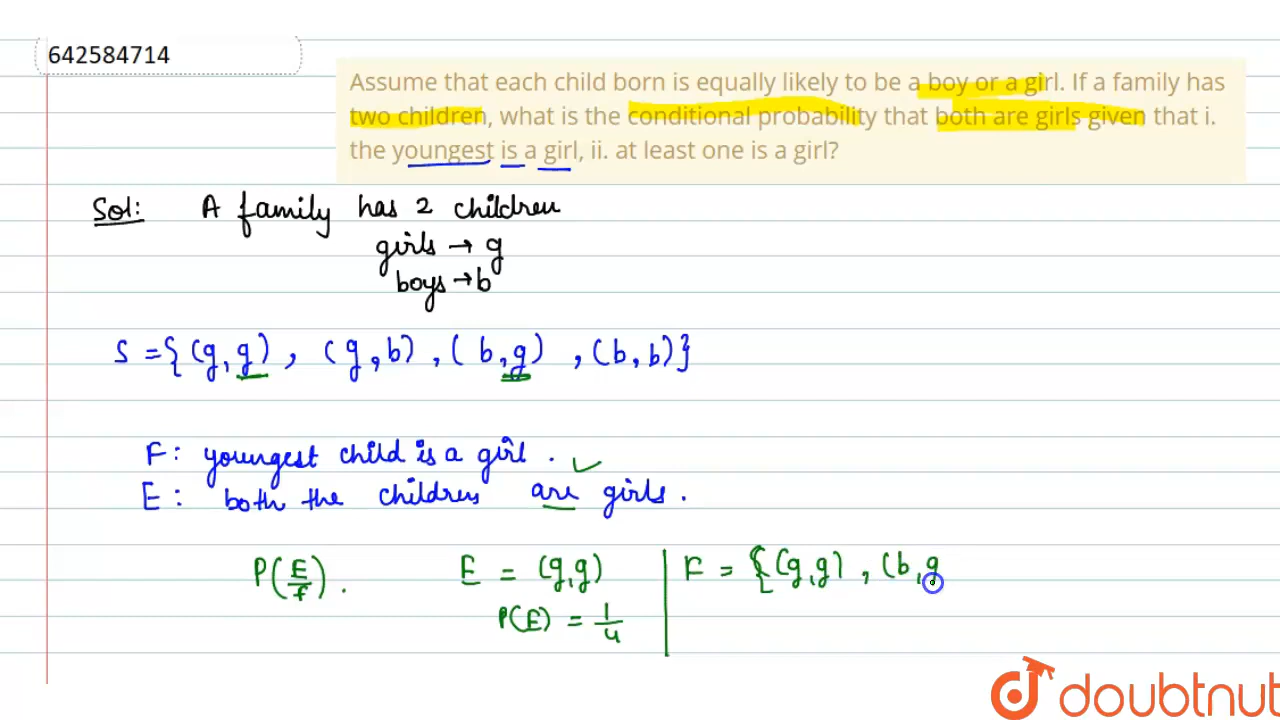 642584714
Assume that each child born is equally likely to be a boy or a girl. If a family has
two children, what is the conditional probability that both are girls given that i.
the youngest is a girl, ii. at least one is a girl?
Sol: A family has 2 children
girls → g
boys → b
S = {(g, g), (g, b), (b, g), (b, b)}
F: youngest child is a girl. ✓
E: both the children are girls.
P(E/f). E = (g,g) F = {(g,g), (b,g
P(E) = 1/4
doubtnut